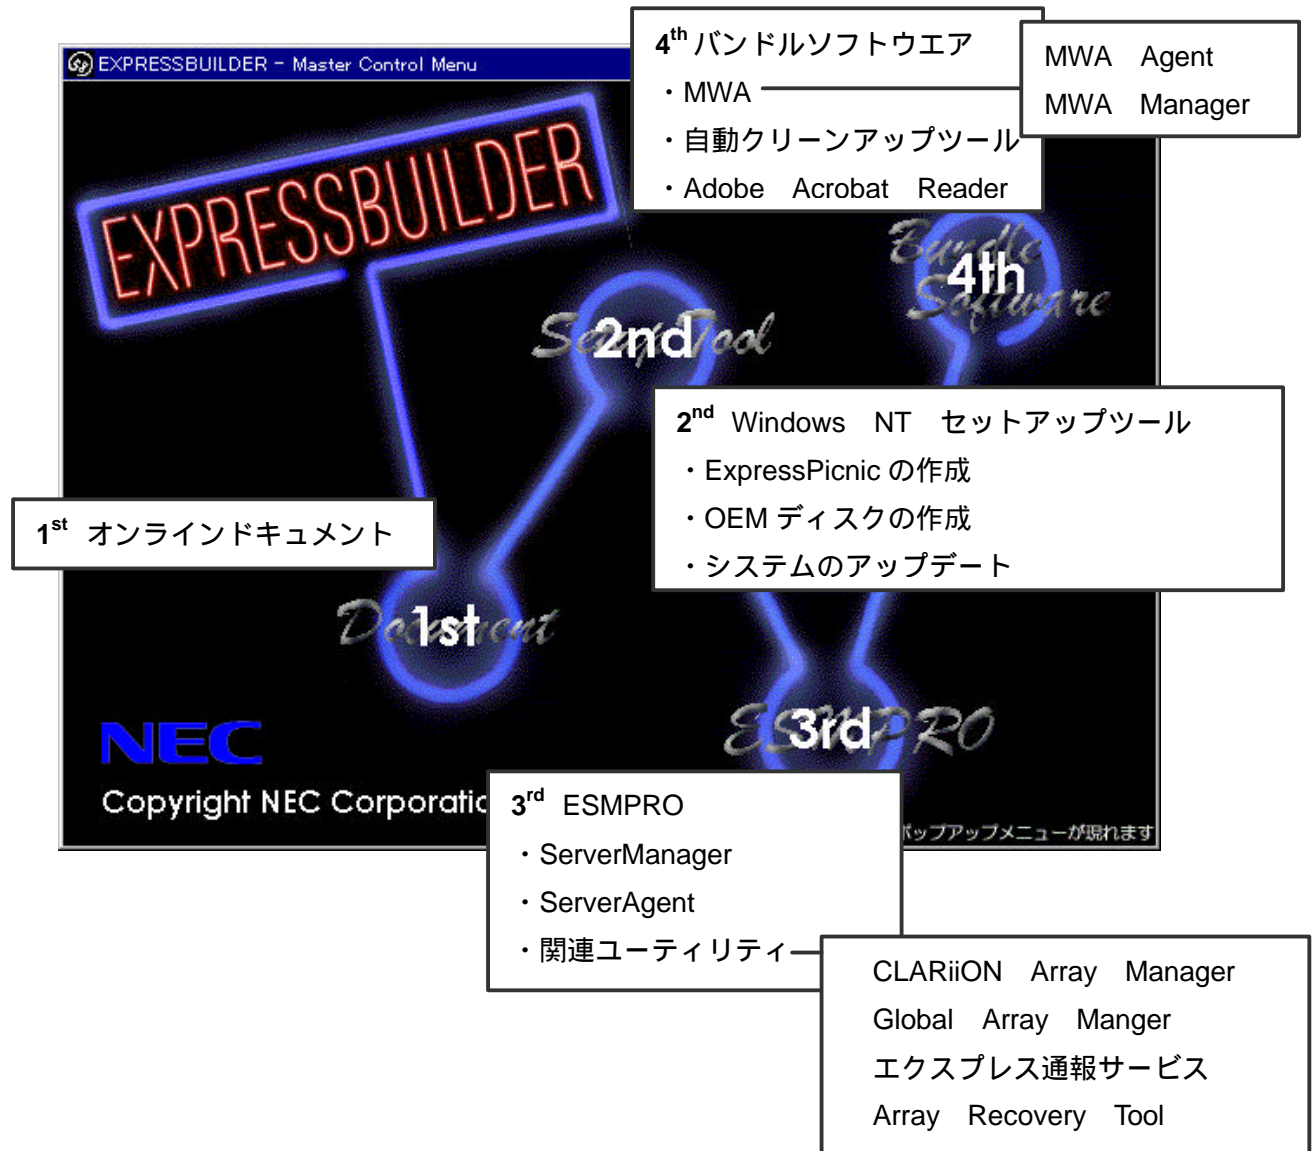 EXPRESSBUILDER - Master Control Menu
4th バンドルソフトウエア
・MWA
・自動クリーンアップツール
・Adobe Acrobat Reader
MWA Agent
MWA Manager
EXPRESSBUILDER
Bundle Software
4th
Setup Tool
2nd
2nd Windows NT セットアップツール
・ExpressPicnic の作成
・OEM ディスクの作成
・システムのアップデート
1st オンラインドキュメント
Document
1st
ESMPRO
3rd
NEC
Copyright NEC Corporatio
ポップアップメニューが現れます
3rd ESMPRO
・ServerManager
・ServerAgent
・関連ユーティリティ
CLARiiON Array Manager
Global Array Manger
エクスプレス通報サービス
Array Recovery Tool